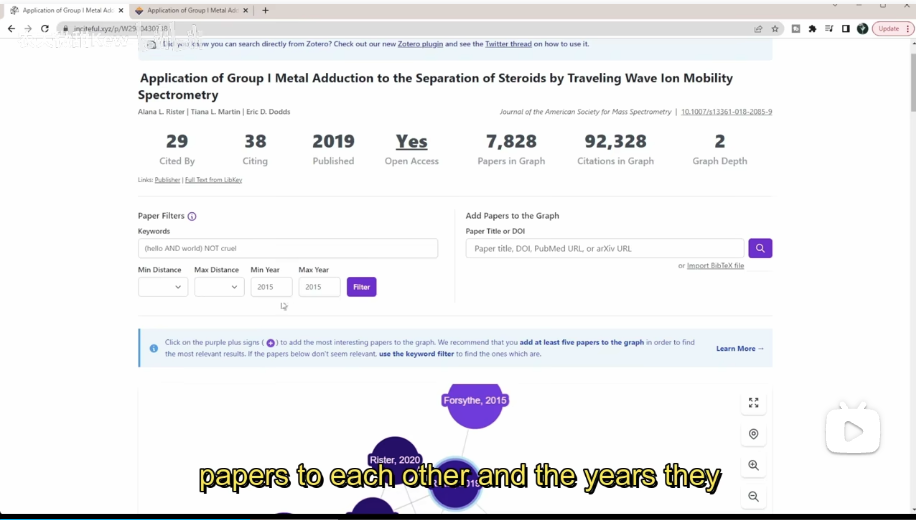 Application of Group I Metal Adc
Application of Group I Metal Adduct
Update
Did you know you can search directly from Zotero? Check out our new Zotero plugin and see the Twitter thread on how to use it.
Application of Group I Metal Adduction to the Separation of Steroids by Traveling Wave Ion Mobility
Spectrometry
Alana L. Rister | Tiana L. Martin | Eric D. Dodds
Journal of the American Society for Mass Spectrometry | 10.1007/s13361-018-2085-9
29 38 2019 Yes 7,828 92,328 2
Cited By Citing Published Open Access Papers in Graph Citations in Graph Graph Depth
Links: Publisher | Full Text from LibKey
Paper Filters
Add Papers to the Graph
Keywords
Paper Title or DOI
(hello AND world) NOT cruel
Paper title, DOI, PubMed URL, or arXiv URL
or Import BibTeX file
Min Distance Max Distance Min Year Max Year
2015 2015 Filter
Click on the purple plus signs ( + ) to add the most interesting papers to the graph. We recommend that you add at least five papers to the graph in order to find
the most relevant results. If the papers below don't seem relevant, use the keyword filter to find the ones which are.
Learn More →
Forsythe, 2015
Rister, 2020
papers to each other and the years they